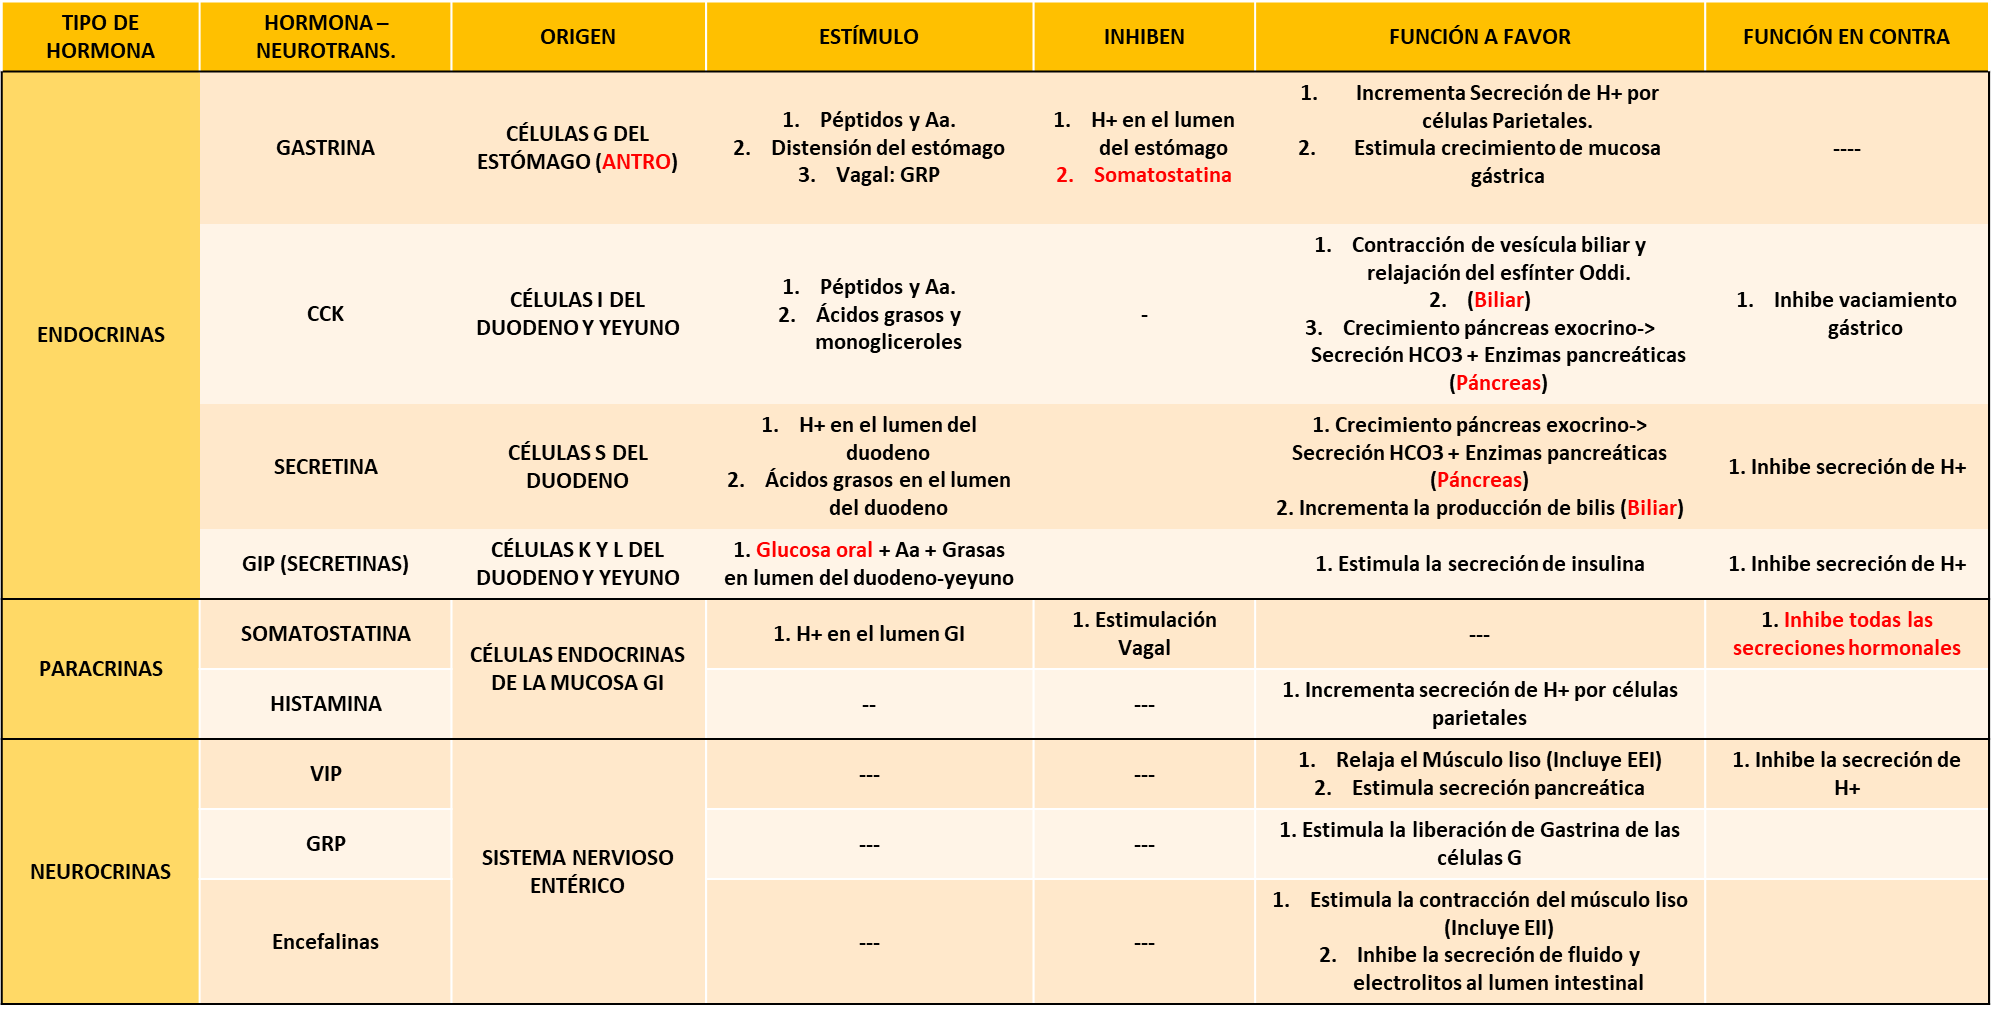 TIPO DE
HORMONA
HORMONA –
NEUROTRANS.
ORIGEN
ESTÍMULO
INHIBEN
FUNCIÓN A FAVOR
FUNCIÓN EN CONTRA
ENDOCRINAS
GASTRINA
CÉLULAS G DEL
ESTÓMAGO (ANTRO)
1. Péptidos y Aa.
2. Distensión del estómago
3. Vagal: GRP
1. H+ en el lumen
del estómago
2. Somatostatina
1. Incrementa Secreción de H+ por
células Parietales.
2. Estimula crecimiento de mucosa
gástrica
----
CCK
CÉLULAS I DEL
DUODENO Y YEYUNO
1. Péptidos y Aa.
2. Ácidos grasos y
monogliceroles
-
1. Contracción de vesícula biliar y
relajación del esfínter Oddi.
2. (Biliar)
3. Crecimiento páncreas exocrino->
Secreción HCO3 + Enzimas pancreáticas
(Páncreas)
1. Inhibe vaciamiento
gástrico
SECRETINA
CÉLULAS S DEL
DUODENO
1. H+ en el lumen del
duodeno
2. Ácidos grasos en el lumen
del duodeno
1. Crecimiento páncreas exocrino->
Secreción HCO3 + Enzimas pancreáticas
(Páncreas)
2. Incrementa la producción de bilis (Biliar)
1. Inhibe secreción de H+
GIP (SECRETINAS)
CÉLULAS K Y L DEL
DUODENO Y YEYUNO
1. Glucosa oral + Aa + Grasas
en lumen del duodeno-yeyuno
1. Estimula la secreción de insulina
1. Inhibe secreción de H+
PARACRINAS
SOMATOSTATINA
CÉLULAS ENDOCRINAS
DE LA MUCOSA GI
1. H+ en el lumen GI
1. Estimulación
Vagal
---
1. Inhibe todas las
secreciones hormonales
HISTAMINA
--
---
1. Incrementa secreción de H+ por células
parietales
NEUROCRINAS
VIP
SISTEMA NERVIOSO
ENTÉRICO
---
---
1. Relaja el Músculo liso (Incluye EEI)
2. Estimula secreción pancreática
1. Inhibe la secreción de
H+
GRP
---
---
1. Estimula la liberación de Gastrina de las
células G
Encefalinas
---
---
1. Estimula la contracción del músculo liso
(Incluye EII)
2. Inhibe la secreción de fluido y
electrolitos al lumen intestinal